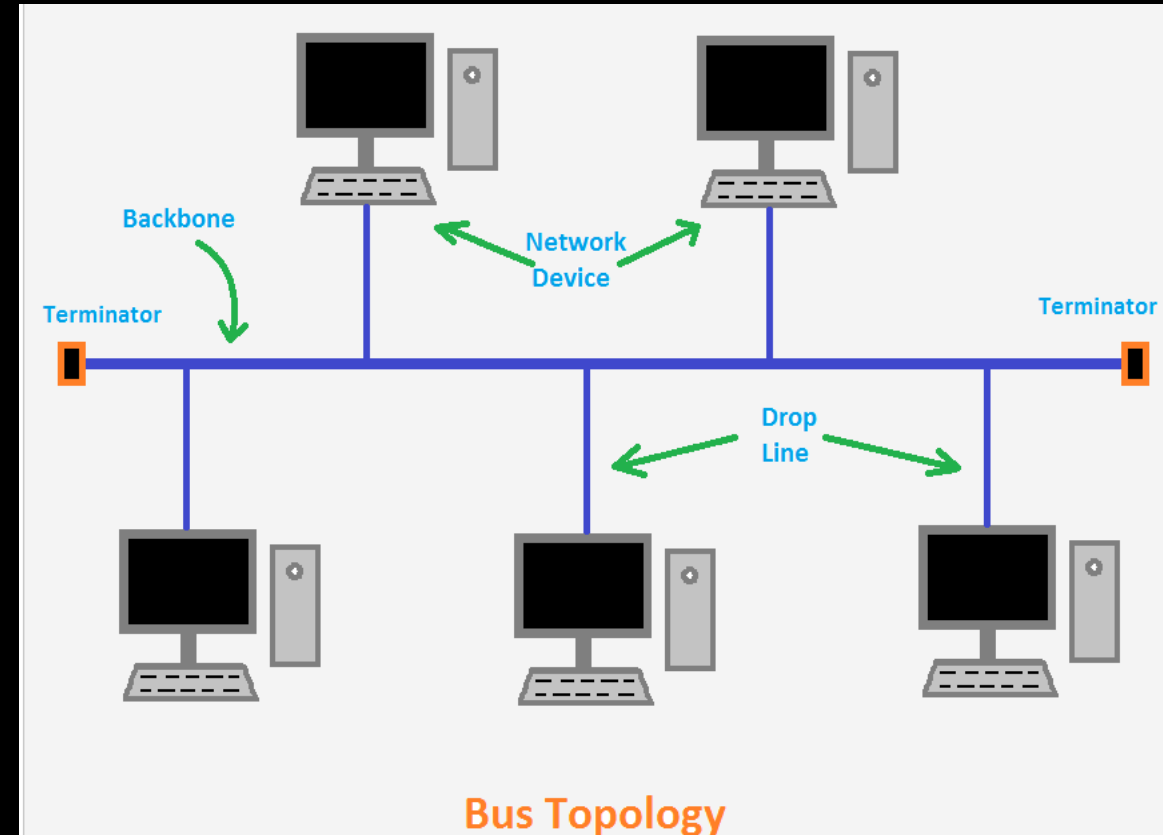 Backbone
Network
Device
Terminator
Terminator
Drop
Line
Bus Topology